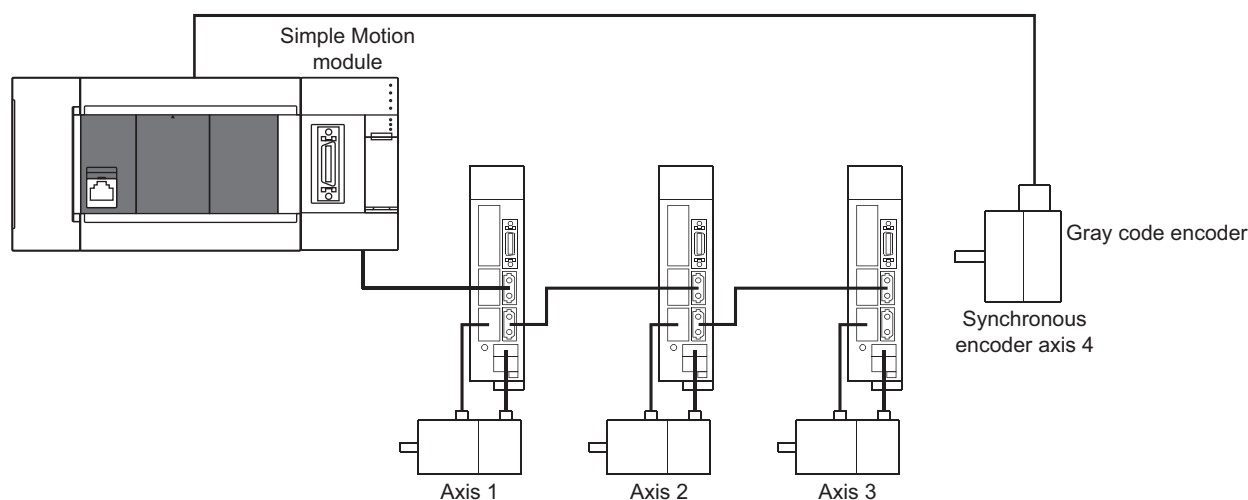 Simple Motion
module
Gray code encoder
Synchronous
encoder axis 4
Axis 1
Axis 2
Axis 3